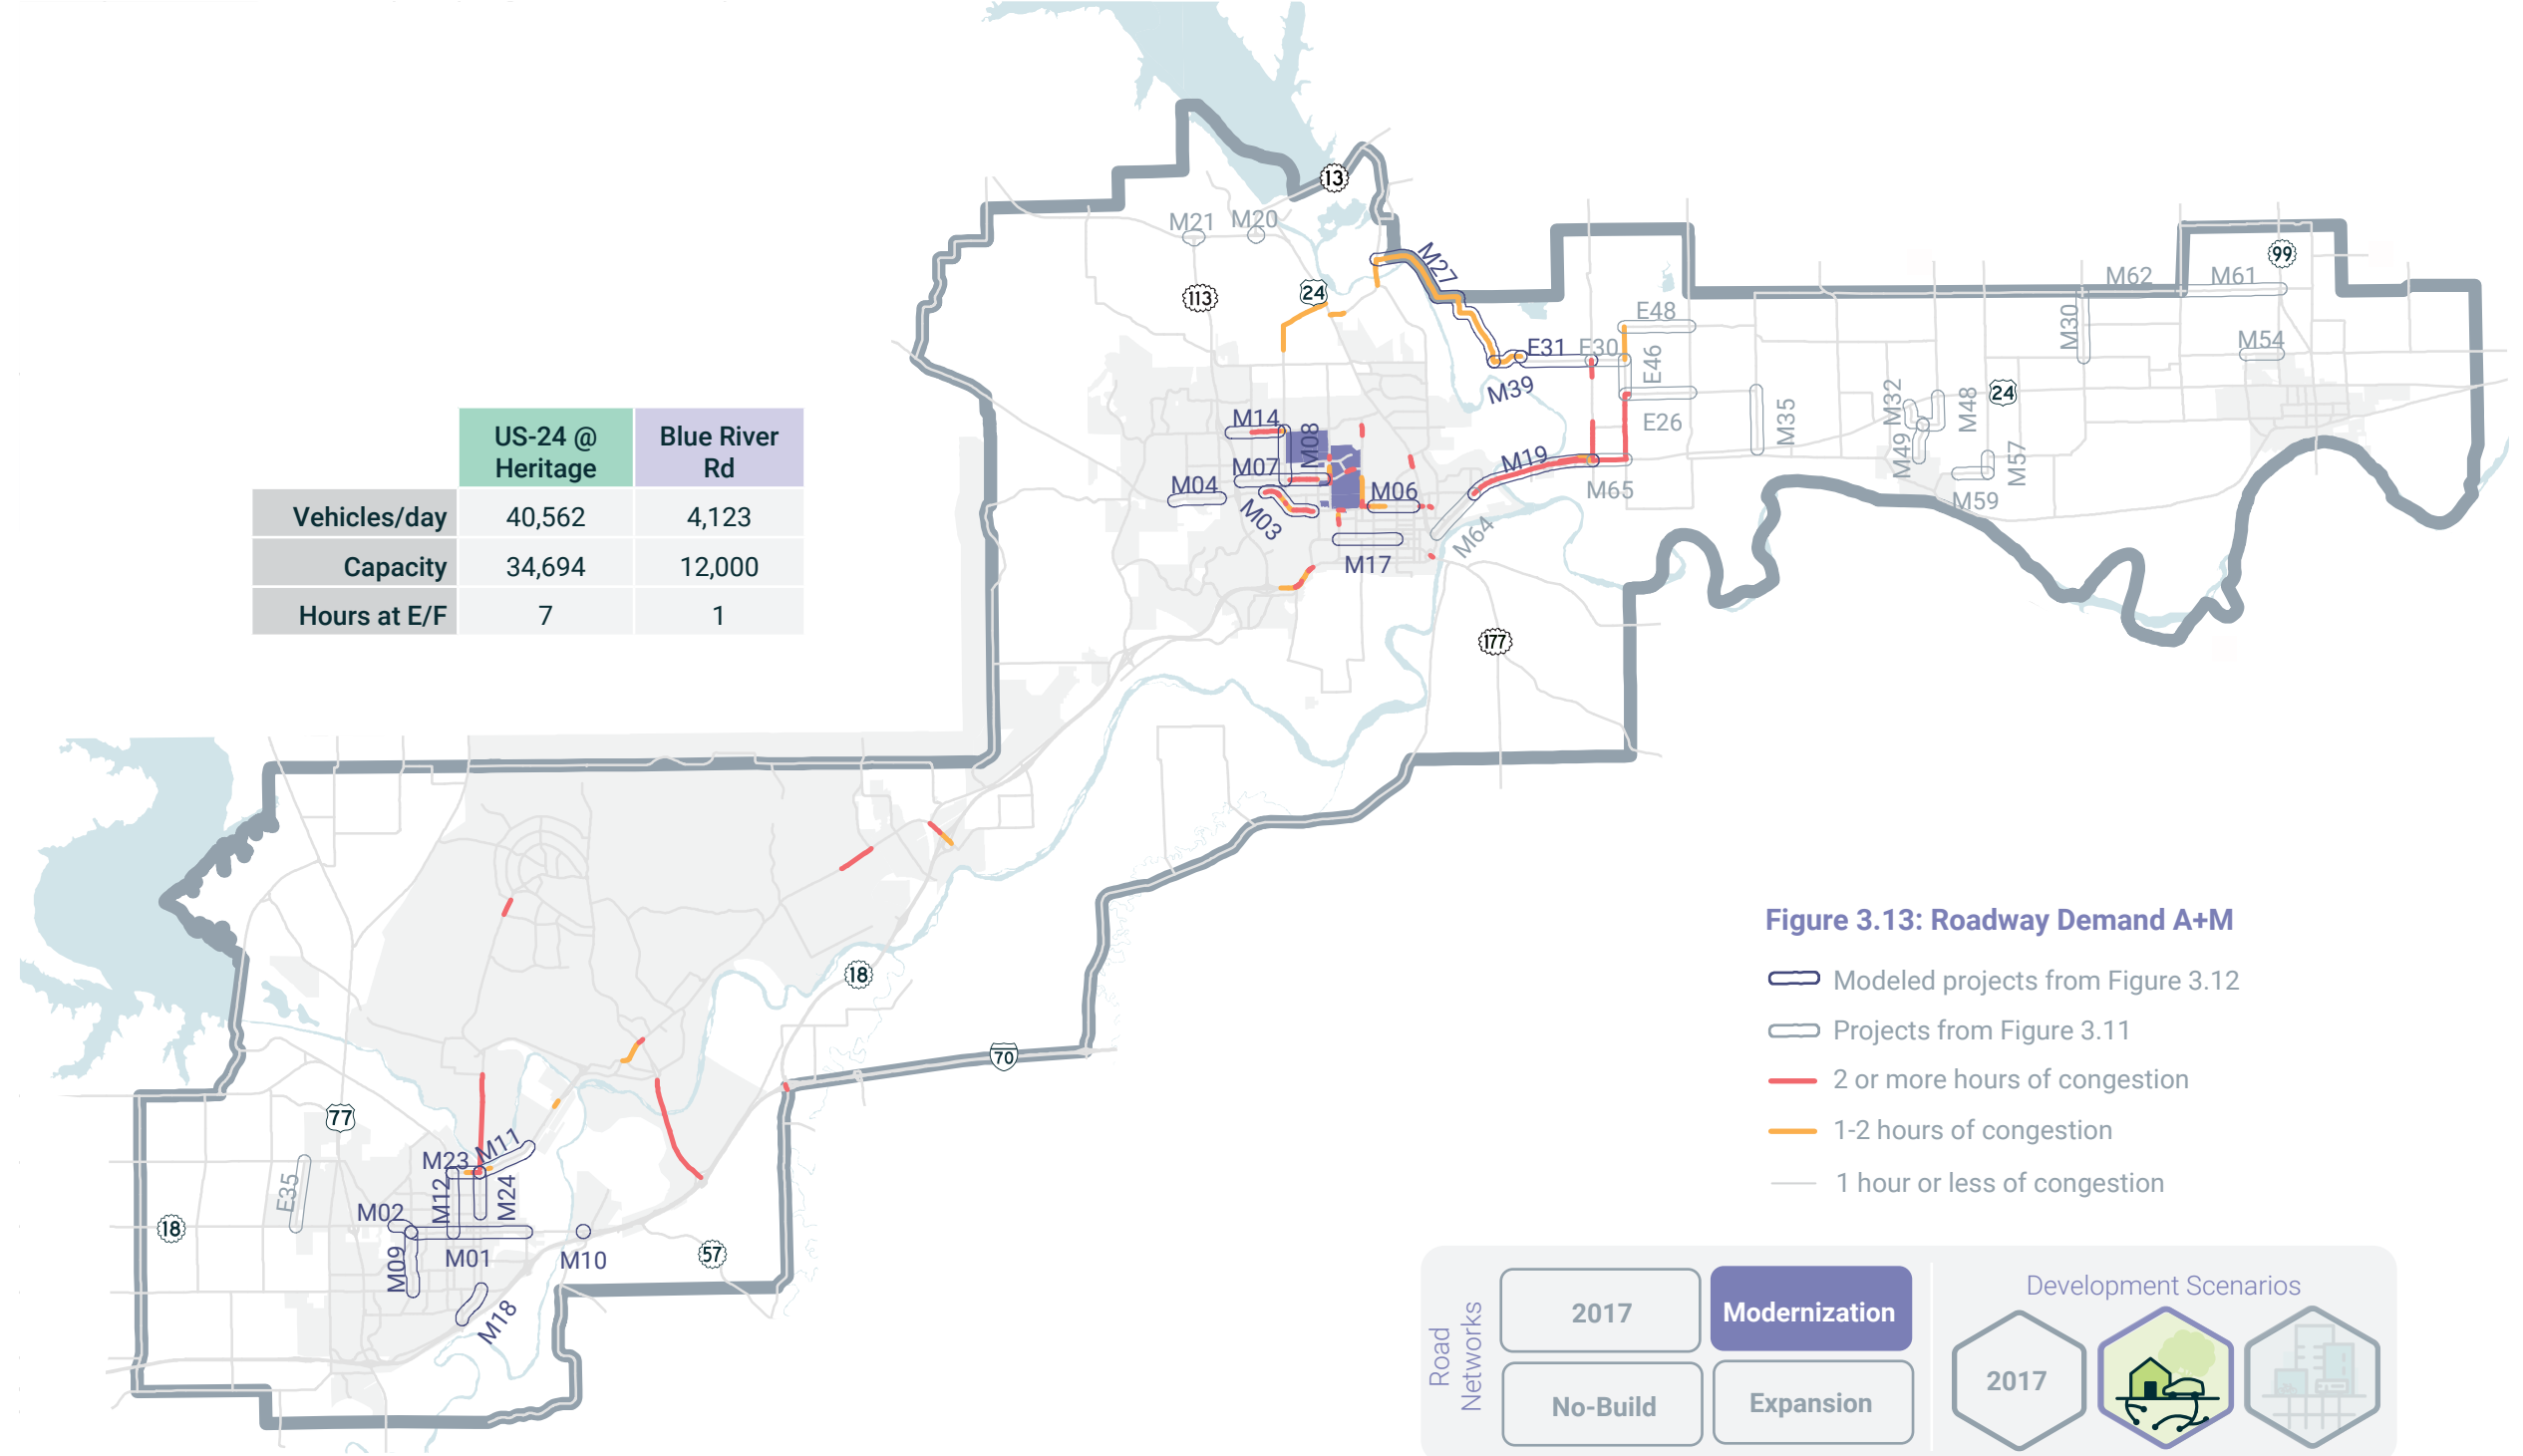 13
M21
M20
M27
99
M62
M61
113
24
E48
M30
E31
E30
M54
E46
M39
M32
24
US-24 @
Heritage
Blue River
Rd
M14
M08
E26
M35
M48
M07
M19
M49
M57
M04
M06
M65
M59
Vehicles/day
40,562
4,123
M03
M64
Capacity
34,694
12,000
M17
Hours at E/F
7
1
177
18
70
77
M11
M23
E35
M12
M24
M02
18
M09
M01
M10
57
M18
Figure 3.13: Roadway Demand A+M
Modeled projects from Figure 3.12
Projects from Figure 3.11
2 or more hours of congestion
1-2 hours of congestion
1 hour or less of congestion
Road
Networks
2017
Modernization
No-Build
Expansion
Development Scenarios
2017